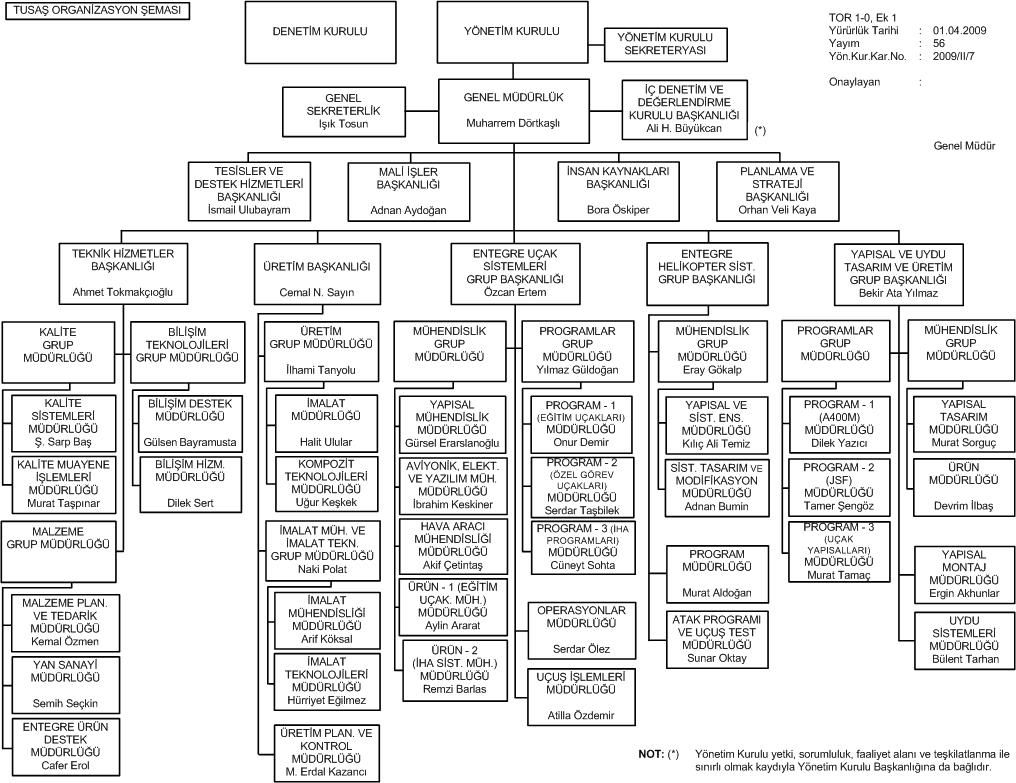 TUSAŞ ORGANİZASYON ŞEMASI
DENETİM KURULU
YÖNETİM KURULU
YÖNETİM KURULU
SEKRETERYASI
TOR 1-0, Ek 1
Yürürlük Tarihi : 01.04.2009
Yayım : 56
Yön.Kur.Kar.No. : 2009/II/7
Onaylayan :
Genel Müdür
GENEL
SEKRETERLİK
Işık Tosun
GENEL MÜDÜRLÜK
Muharrem Dörtkaşlı
İÇ DENETİM VE
DEĞERLENDİRME
KURULU BAŞKANLIĞI
Ali H. Büyükcan
(*)
TESİSLER VE
DESTEK HİZMETLERİ
BAŞKANLIĞI
İsmail Ulubayram
MALİ İŞLER
BAŞKANLIĞI
Adnan Aydoğan
İNSAN KAYNAKLARI
BAŞKANLIĞI
Bora Öskiper
PLANLAMA VE
STRATEJİ
BAŞKANLIĞI
Orhan Veli Kaya
TEKNİK HİZMETLER
BAŞKANLIĞI
Ahmet Tokmakçıoğlu
ÜRETİM BAŞKANLIĞI
Cemal N. Sayın
ENTEGRE UÇAK
SİSTEMLERİ
GRUP BAŞKANLIĞI
Özcan Ertem
ENTEGRE
HELİKOPTER SİST.
GRUP BAŞKANLIĞI
YAPISAL VE UYDU
TASARIM VE ÜRETİM
GRUP BAŞKANLIĞI
Bekir Ata Yılmaz
KALİTE
GRUP
MÜDÜRLÜĞÜ
BİLİŞİM
TEKNOLOJİLERİ
GRUP MÜDÜRLÜĞÜ
KALİTE
SİSTEMLERİ
MÜDÜRLÜĞÜ
Ş. Sarp Baş
BİLİŞİM DESTEK
MÜDÜRLÜĞÜ
Gülsen Bayramusta
KALİTE MUAYENE
İŞLEMLERİ
MÜDÜRLÜĞÜ
Murat Taşpınar
BİLİŞİM HİZM.
MÜDÜRLÜĞÜ
Dilek Sert
MALZEME
GRUP MÜDÜRLÜĞÜ
MALZEME PLAN.
VE TEDARİK
MÜDÜRLÜĞÜ
Kemal Özmen
YAN SANAYİ
MÜDÜRLÜĞÜ
Semih Seçkin
ENTEGRE ÜRÜN
DESTEK
MÜDÜRLÜĞÜ
Cafer Erol
ÜRETİM
GRUP MÜDÜRLÜĞÜ
İlhami Tanyolu
İMALAT
MÜDÜRLÜĞÜ
Halit Ulular
KOMPOZİT
TEKNOLOJİLERİ
MÜDÜRLÜĞÜ
Uğur Keşkek
İMALAT MÜH. VE
İMALAT TEKN.
GRUP MÜDÜRLÜĞÜ
Naki Polat
İMALAT
MÜHENDİSLİĞİ
MÜDÜRLÜĞÜ
Arif Köksal
İMALAT
TEKNOLOJİLERİ
MÜDÜRLÜĞÜ
Hürriyet Eğilmez
ÜRETİM PLAN. VE
KONTROL
MÜDÜRLÜĞÜ
M. Erdal Kazancı
MÜHENDİSLİK
GRUP
MÜDÜRLÜĞÜ
PROGRAMLAR
GRUP
MÜDÜRLÜĞÜ
Yılmaz Güldoğan
YAPISAL
MÜHENDİSLİK
MÜDÜRLÜĞÜ
Gürsel Erarslanoğlu
PROGRAM - 1
(EĞİTİM UÇAKLARI)
MÜDÜRLÜĞÜ
Onur Demir
AVİYONİK, ELEKT.
VE YAZILIM MÜH.
MÜDÜRLÜĞÜ
İbrahim Keskiner
PROGRAM - 2
(ÖZEL GÖREV
UÇAKLARI)
MÜDÜRLÜĞÜ
Serdar Taşbilek
HAVA ARACI
MÜHENDİSLİĞİ
MÜDÜRLÜĞÜ
Akif Çetintaş
PROGRAM - 3 (İHA
PROGRAMLARI)
MÜDÜRLÜĞÜ
Cüneyt Sohta
ÜRÜN - 1 (EĞİTİM
UÇAK. MÜH.)
MÜDÜRLÜĞÜ
Aylin Ararat
OPERASYONLAR
MÜDÜRLÜĞÜ
Serdar Ölez
ÜRÜN - 2
(İHA SİST. MÜH.)
MÜDÜRLÜĞÜ
Remzi Barlas
UÇUŞ İŞLEMLERİ
MÜDÜRLÜĞÜ
Atilla Özdemir
MÜHENDİSLİK
GRUP
MÜDÜRLÜĞÜ
Eray Gökalp
YAPISAL VE
SİST. ENS.
MÜDÜRLÜĞÜ
Kılıç Ali Temiz
SİST. TASARIM VE
MODİFİKASYON
MÜDÜRLÜĞÜ
Adnan Bumin
PROGRAM
MÜDÜRLÜĞÜ
Murat Aldoğan
ATAK PROGRAMI
VE UÇUŞ TEST
MÜDÜRLÜĞÜ
Sunar Oktay
PROGRAMLAR
GRUP
MÜDÜRLÜĞÜ
MÜHENDİSLİK
GRUP
MÜDÜRLÜĞÜ
PROGRAM - 1
(A400M)
MÜDÜRLÜĞÜ
Dilek Yazıcı
YAPISAL
TASARIM
MÜDÜRLÜĞÜ
Murat Sorguç
PROGRAM - 2
(JSF)
MÜDÜRLÜĞÜ
Tamer Şengöz
ÜRÜN
MÜDÜRLÜĞÜ
Devrim İlbaş
PROGRAM - 3
(UÇAK
YAPISALLARI)
MÜDÜRLÜĞÜ
Murat Tamaç
YAPISAL
MONTAJ
MÜDÜRLÜĞÜ
Ergin Akhunlar
UYDU
SİSTEMLERİ
MÜDÜRLÜĞÜ
Bülent Tarhan
NOT: (*) Yönetim Kurulu yetki, sorumluluk, faaliyet alanı ve teşkilatlanma ile
sınırlı olmak kaydıyla Yönetim Kurulu Başkanlığına da bağlıdır.